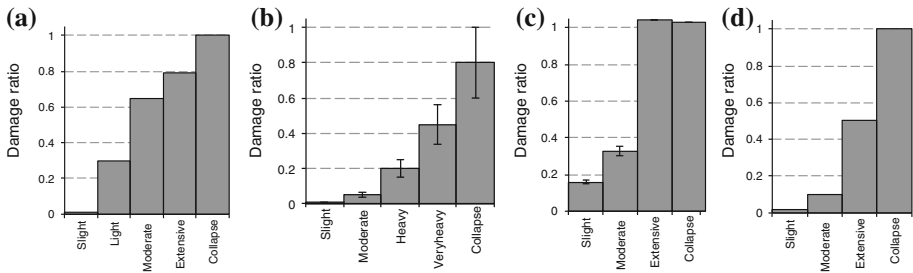 (a)
Damage ratio
1
0.8
0.6
0.4
0.2
0
Slight
Light
Moderate
Extensive
Collapse
(b)
Damage ratio
1
0.8
0.6
0.4
0.2
0
Slight
Moderate
Heavy
Veryheavy
Collapse
(c)
Damage ratio
1
0.8
0.6
0.4
0.2
0
Slight
Moderate
Extensive
Collapse
(d)
Damage ratio
1
0.8
0.6
0.4
0.2
0
Slight
Moderate
Extensive
Collapse